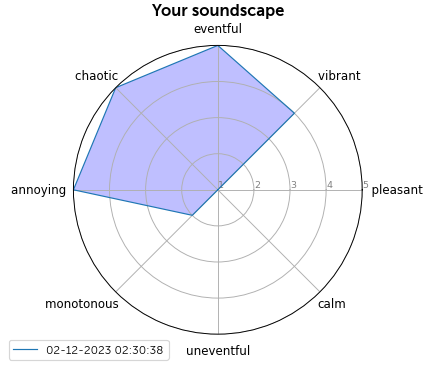 Your soundscape
eventful
chaotic
vibrant
annoying
1 2 3 4 5
pleasant
monotonous
calm
uneventful
02-12-2023 02:30:38